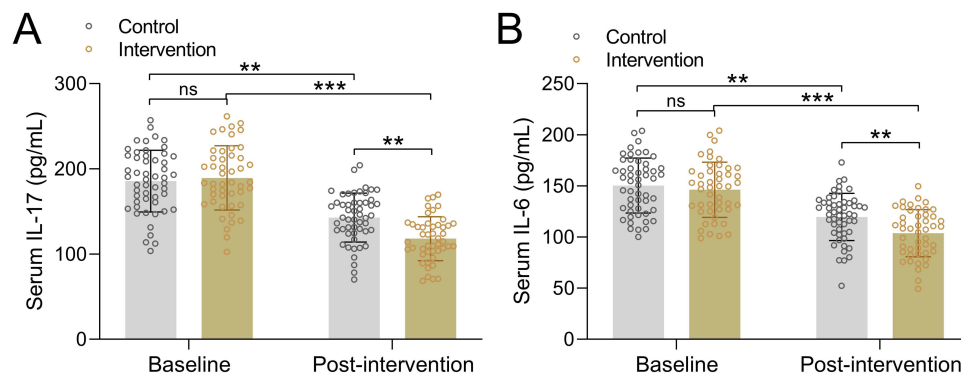 A
Control
Intervention
**
ns
***
**
Serum IL-17 (pg/mL)
300
200
100
0
Baseline
Post-intervention
B
Control
Intervention
**
ns
***
**
Serum IL-6 (pg/mL)
250
200
150
100
50
0
Baseline
Post-intervention